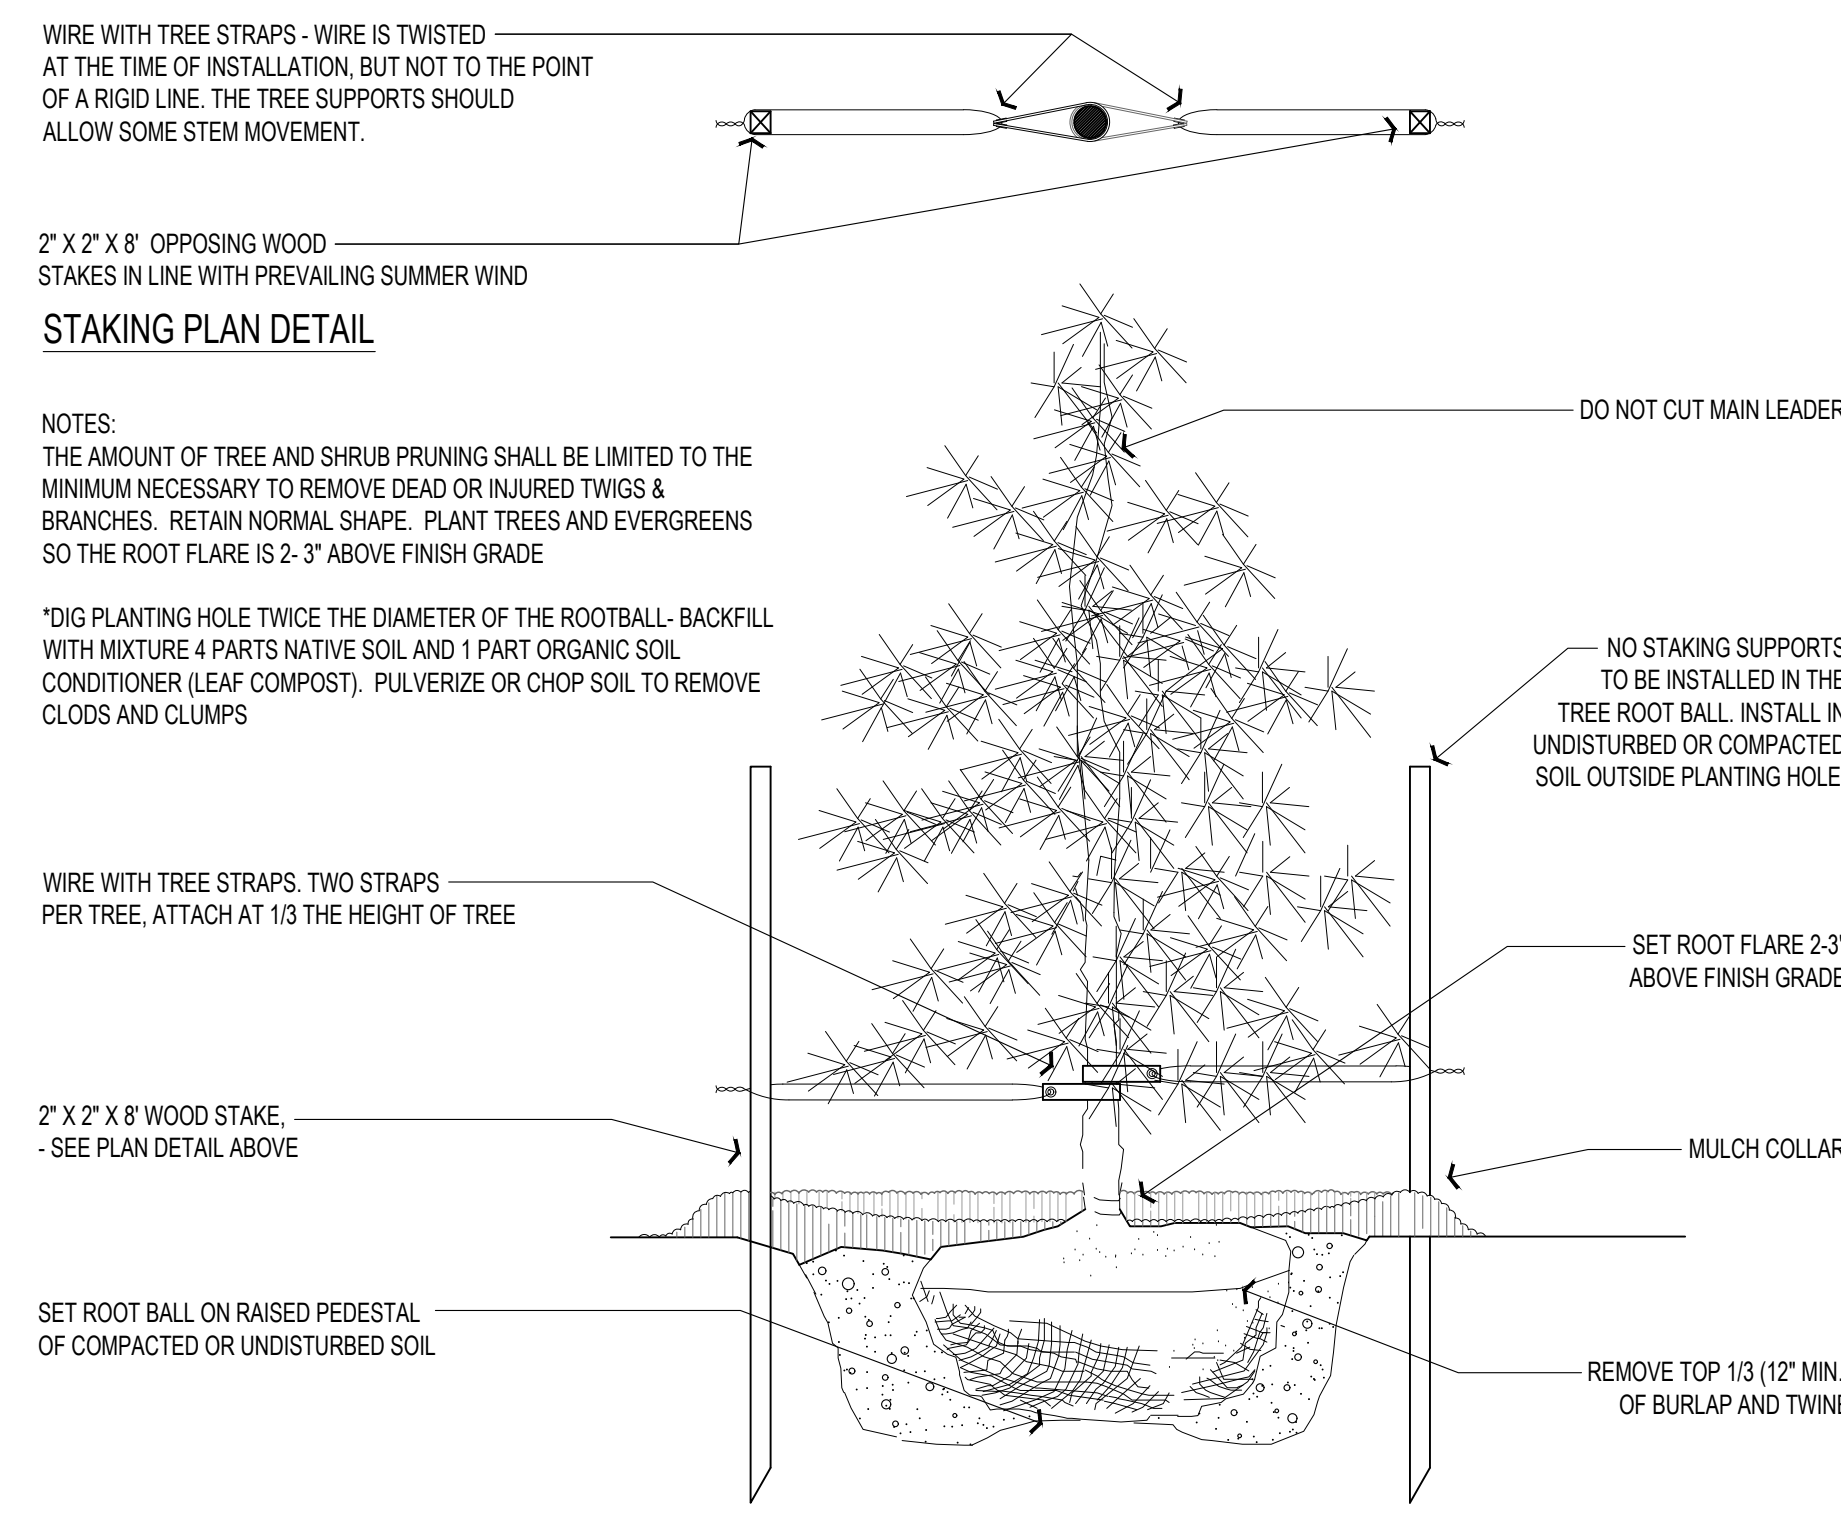 WIRE WITH TREE STRAPS - WIRE IS TWISTED
AT THE TIME OF INSTALLATION, BUT NOT TO THE POINT
OF A RIGID LINE. THE TREE SUPPORTS SHOULD
ALLOW SOME STEM MOVEMENT.
2" X 2" X 8' OPPOSING WOOD
STAKES IN LINE WITH PREVAILING SUMMER WIND
STAKING PLAN DETAIL
NOTES:
THE AMOUNT OF TREE AND SHRUB PRUNING SHALL BE LIMITED TO THE
MINIMUM NECESSARY TO REMOVE DEAD OR INJURED TWIGS &
BRANCHES. RETAIN NORMAL SHAPE. PLANT TREES AND EVERGREENS
SO THE ROOT FLARE IS 2- 3" ABOVE FINISH GRADE
*DIG PLANTING HOLE TWICE THE DIAMETER OF THE ROOTBALL- BACKFILL
WITH MIXTURE 4 PARTS NATIVE SOIL AND 1 PART ORGANIC SOIL
CONDITIONER (LEAF COMPOST). PULVERIZE OR CHOP SOIL TO REMOVE
CLODS AND CLUMPS
WIRE WITH TREE STRAPS. TWO STRAPS
PER TREE, ATTACH AT 1/3 THE HEIGHT OF TREE
2" X 2" X 8' WOOD STAKE,
- SEE PLAN DETAIL ABOVE
SET ROOT BALL ON RAISED PEDESTAL
OF COMPACTED OR UNDISTURBED SOIL
DO NOT CUT MAIN LEADER
NO STAKING SUPPORTS
TO BE INSTALLED IN THE
TREE ROOT BALL. INSTALL IN
UNDISTURBED OR COMPACTED
SOIL OUTSIDE PLANTING HOLE
SET ROOT FLARE 2-3"
ABOVE FINISH GRADE
MULCH COLLAR
REMOVE TOP 1/3 (12" MIN.
OF BURLAP AND TWINE